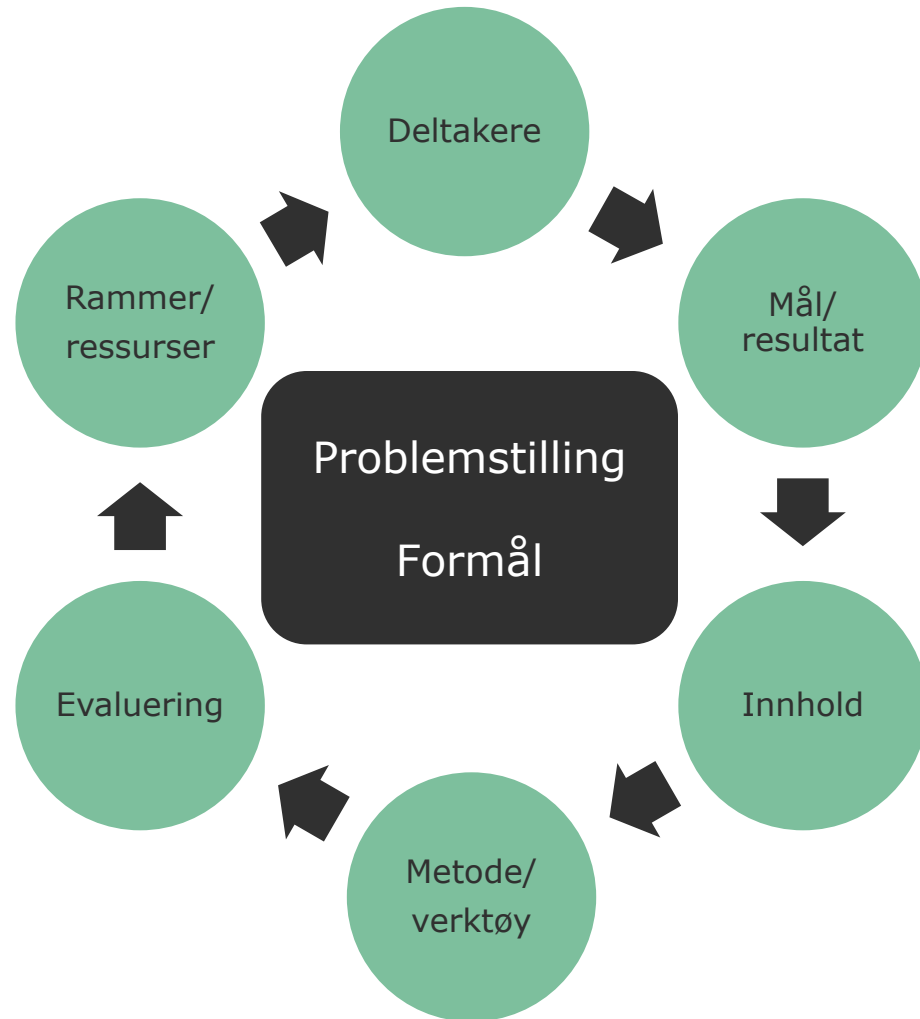 Deltakere
Mål/
resultat
Innhold
Metode/
verktøy
Evaluering
Rammer/
ressurser
Problemstilling
Formål